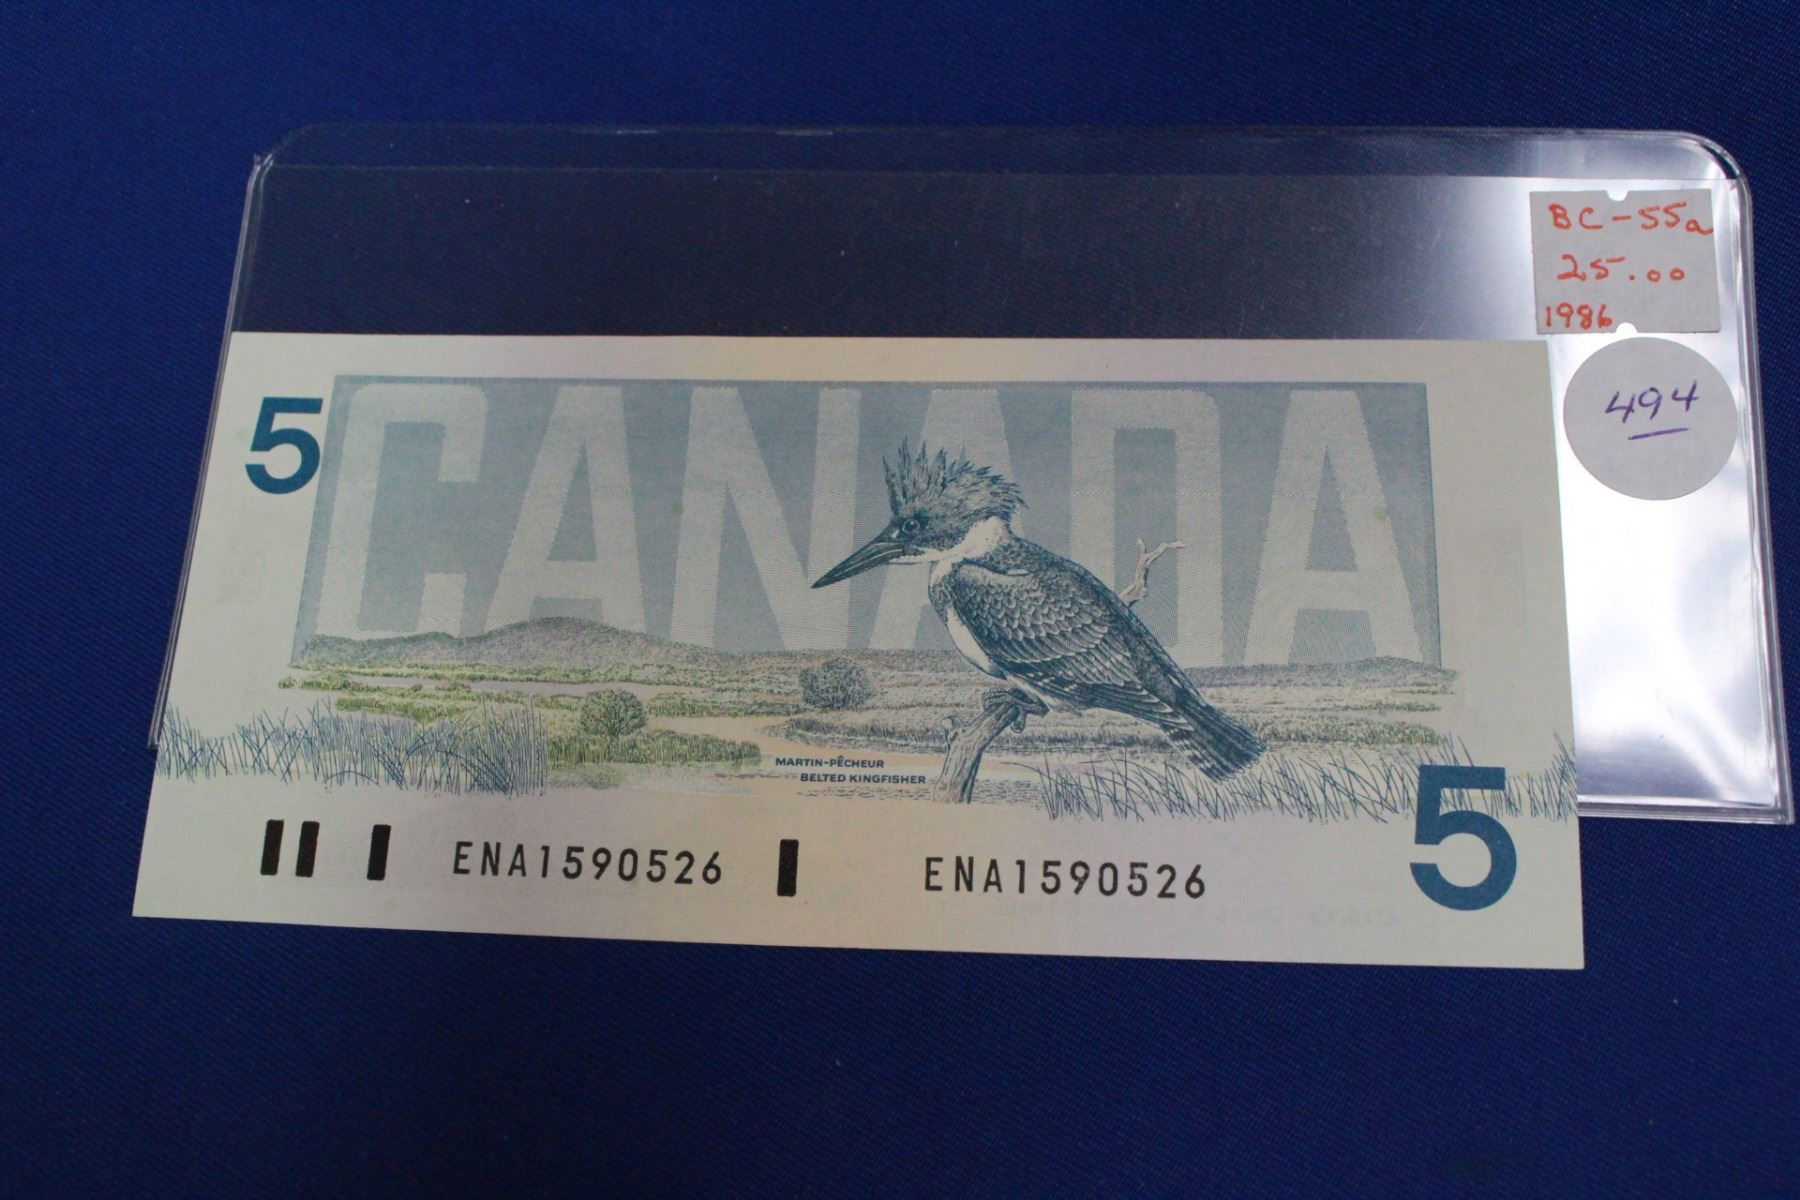 BC-55a
25.00
1986
494
5
CANADA
MARTIN-PÊCHEUR
BELTED KINGFISHER
5
ENA1590526 ENA1590526